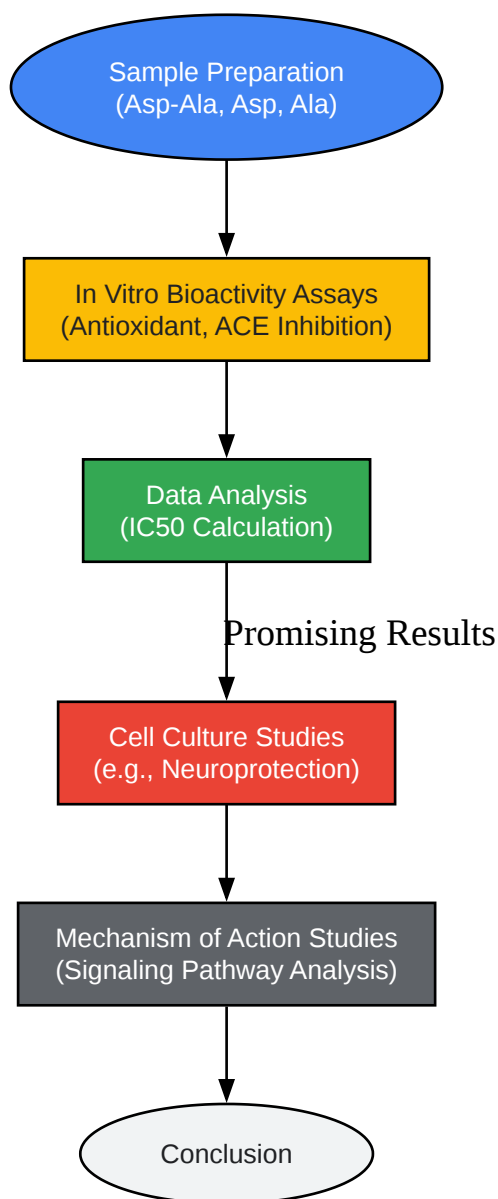 Sample Preparation
(Asp-Ala, Asp, Ala)
In Vitro Bioactivity Assays
(Antioxidant, ACE Inhibition)
Data Analysis
(IC50 Calculation)
Promising Results
Cell Culture Studies
(e.g., Neuroprotection)
Mechanism of Action Studies
(Signaling Pathway Analysis)
Conclusion